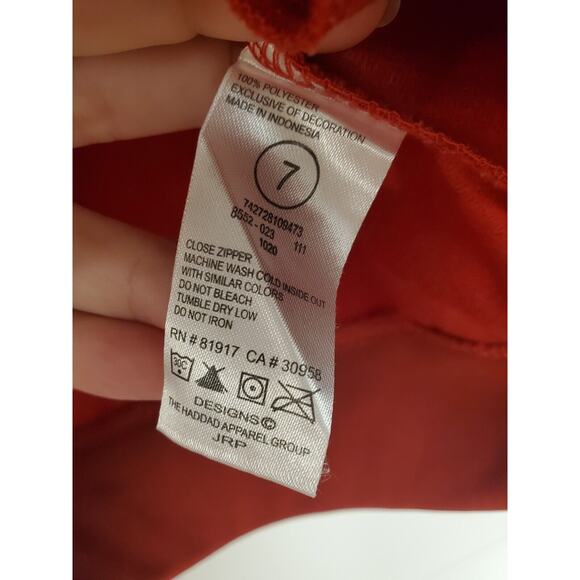 100% POLYESTER
EXCLUSIVE OF DECORATION
MADE IN INDONESIA
7
742728109473
8552-023 111
1020
CLOSE ZIPPER
MACHINE WASH COLD INSIDE OUT
WITH SIMILAR COLORS
DO NOT BLEACH
TUMBLE DRY LOW
DO NOT IRON
RN # 81917 CA # 30958
30C
DESIGNS©
THE HADDAD APPAREL GROUP
JRP